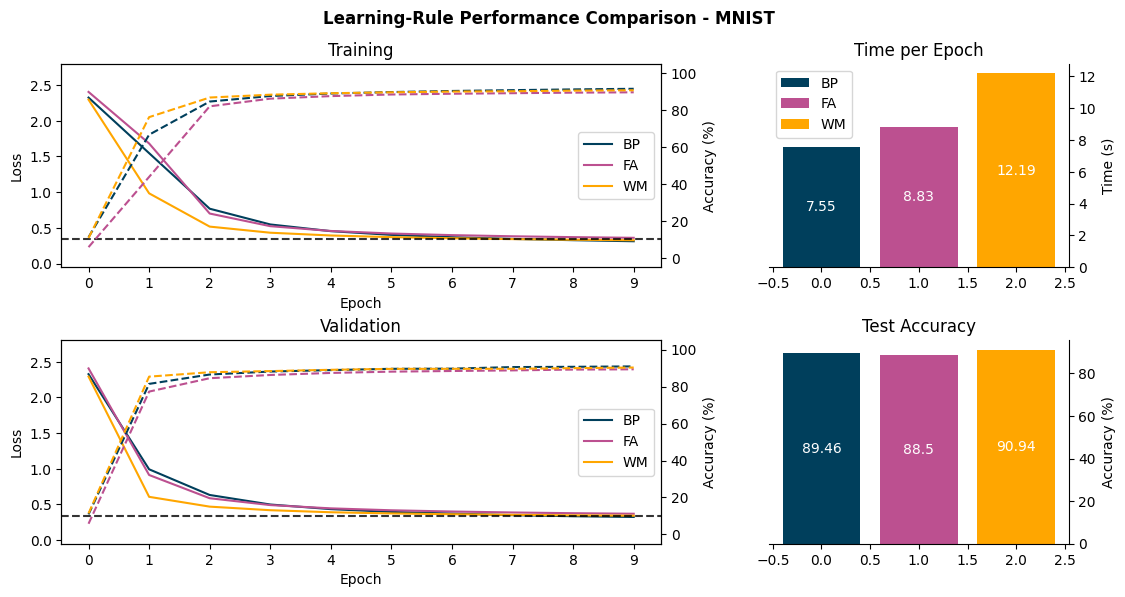 Learning-Rule Performance Comparison - MNIST
Training
Loss
2.5
2.0
1.5
1.0
0.5
0.0
0 1 2 3 4 5 6 7 8 9
Epoch
100
80
60
40
20
0
Accuracy (%)
BP
FA
WM
Time per Epoch
BP
FA
WM
7.55
8.83
12.19
12
10
8
6
4
2
0
Time (s)
−0.5 0.0 0.5 1.0 1.5 2.0 2.5
Validation
Loss
2.5
2.0
1.5
1.0
0.5
0.0
0 1 2 3 4 5 6 7 8 9
Epoch
100
80
60
40
20
0
Accuracy (%)
BP
FA
WM
Test Accuracy
89.46
88.5
90.94
80
60
40
20
0
Accuracy (%)
−0.5 0.0 0.5 1.0 1.5 2.0 2.5